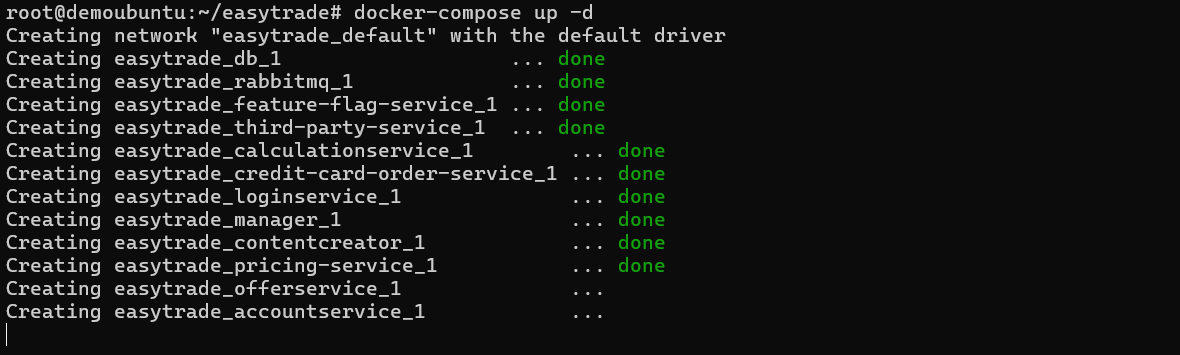 root@demoubuntu:~/easytrade# docker-compose up -d
Creating network "easytrade_default" with the default driver
Creating easytrade_db_1                   ... done
Creating easytrade_rabbitmq_1             ... done
Creating easytrade_feature-flag-service_1 ... done
Creating easytrade_third-party-service_1  ... done
Creating easytrade_calculationservice_1        ... done
Creating easytrade_credit-card-order-service_1 ... done
Creating easytrade_loginservice_1              ... done
Creating easytrade_manager_1                   ... done
Creating easytrade_contentcreator_1            ... done
Creating easytrade_pricing-service_1           ... done
Creating easytrade_offerservice_1              ...
Creating easytrade_accountservice_1            ...